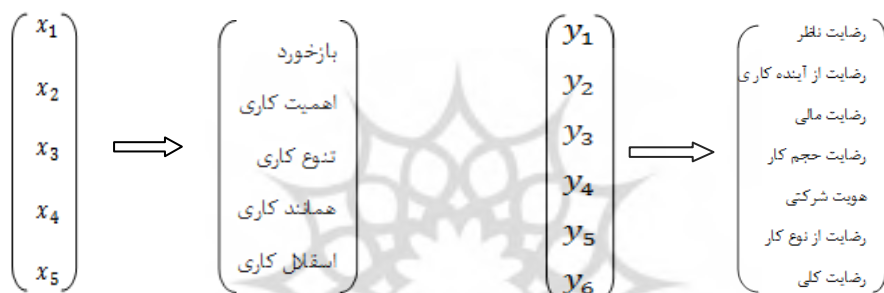 x₁
x₂
x₃
x₄
x₅
بازخورد
اهمیت کاری
تنوع کاری
همانند کاری
اسقلال کاری
y₁
y₂
y₃
y₄
y₅
y₆
رضایت ناظر
رضایت از آینده کاری
رضایت مالی
رضایت حجم کار
هویت شرکتی
رضایت از نوع کار
رضایت کلی